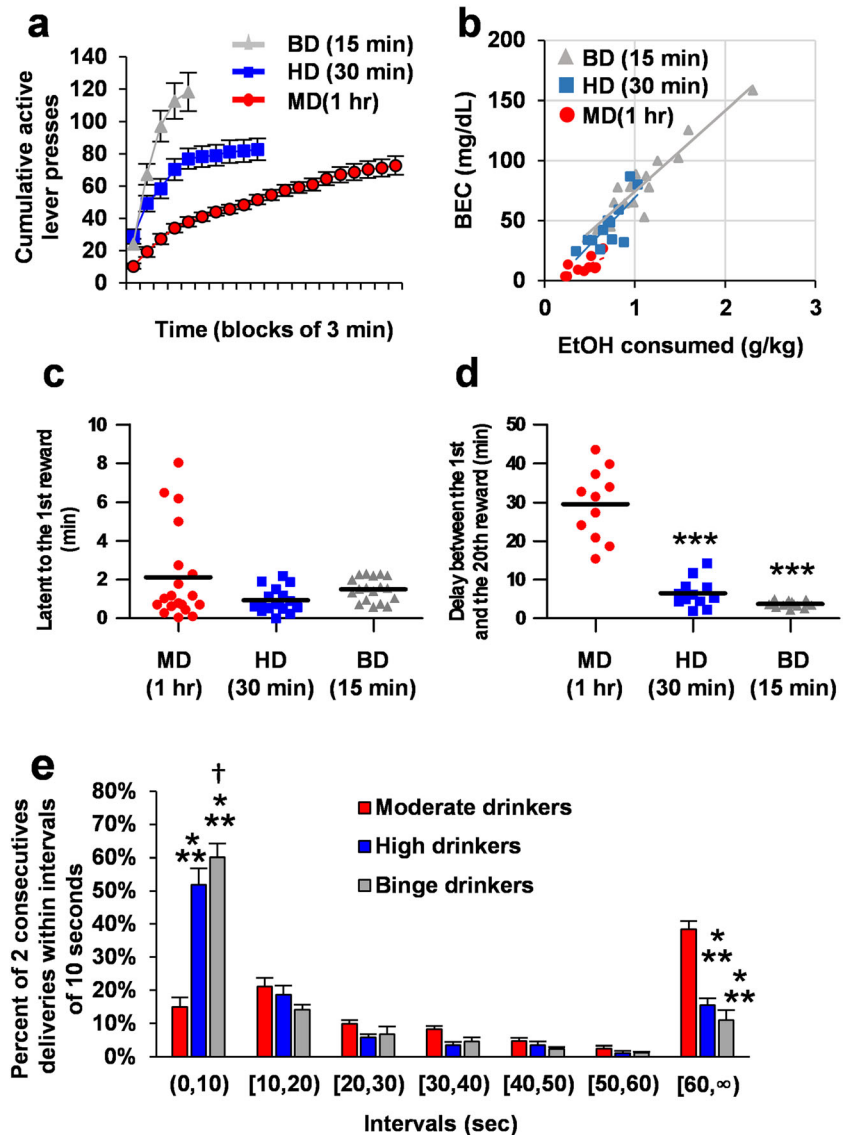 a
BD (15 min)
HD (30 min)
MD(1 hr)
140
120
100
80
60
40
20
0
Cumulative active
lever presses
Time (blocks of 3 min)
b
BD (15 min)
HD (30 min)
MD(1 hr)
200
150
100
50
0
BEC (mg/dL)
0 1 2 3
EtOH consumed (g/kg)
c
10
8
6
4
2
0
Latent to the 1st reward
(min)
MD HD BD
(1 hr) (30 min) (15 min)
d
50
40
30
20
10
0
Delay between the 1st
and the 20th reward (min)
***
***
MD HD BD
(1 hr) (30 min) (15 min)
e
80%
70%
60%
50%
40%
30%
20%
10%
0%
Percent of 2 consecutives
deliveries within intervals
of 10 seconds
*
**
†
*
**
Moderate drinkers
High drinkers
Binge drinkers
*
**
*
**
(0,10) [10,20) [20,30) [30,40) [40,50) [50,60) [60,∞)
Intervals (sec)